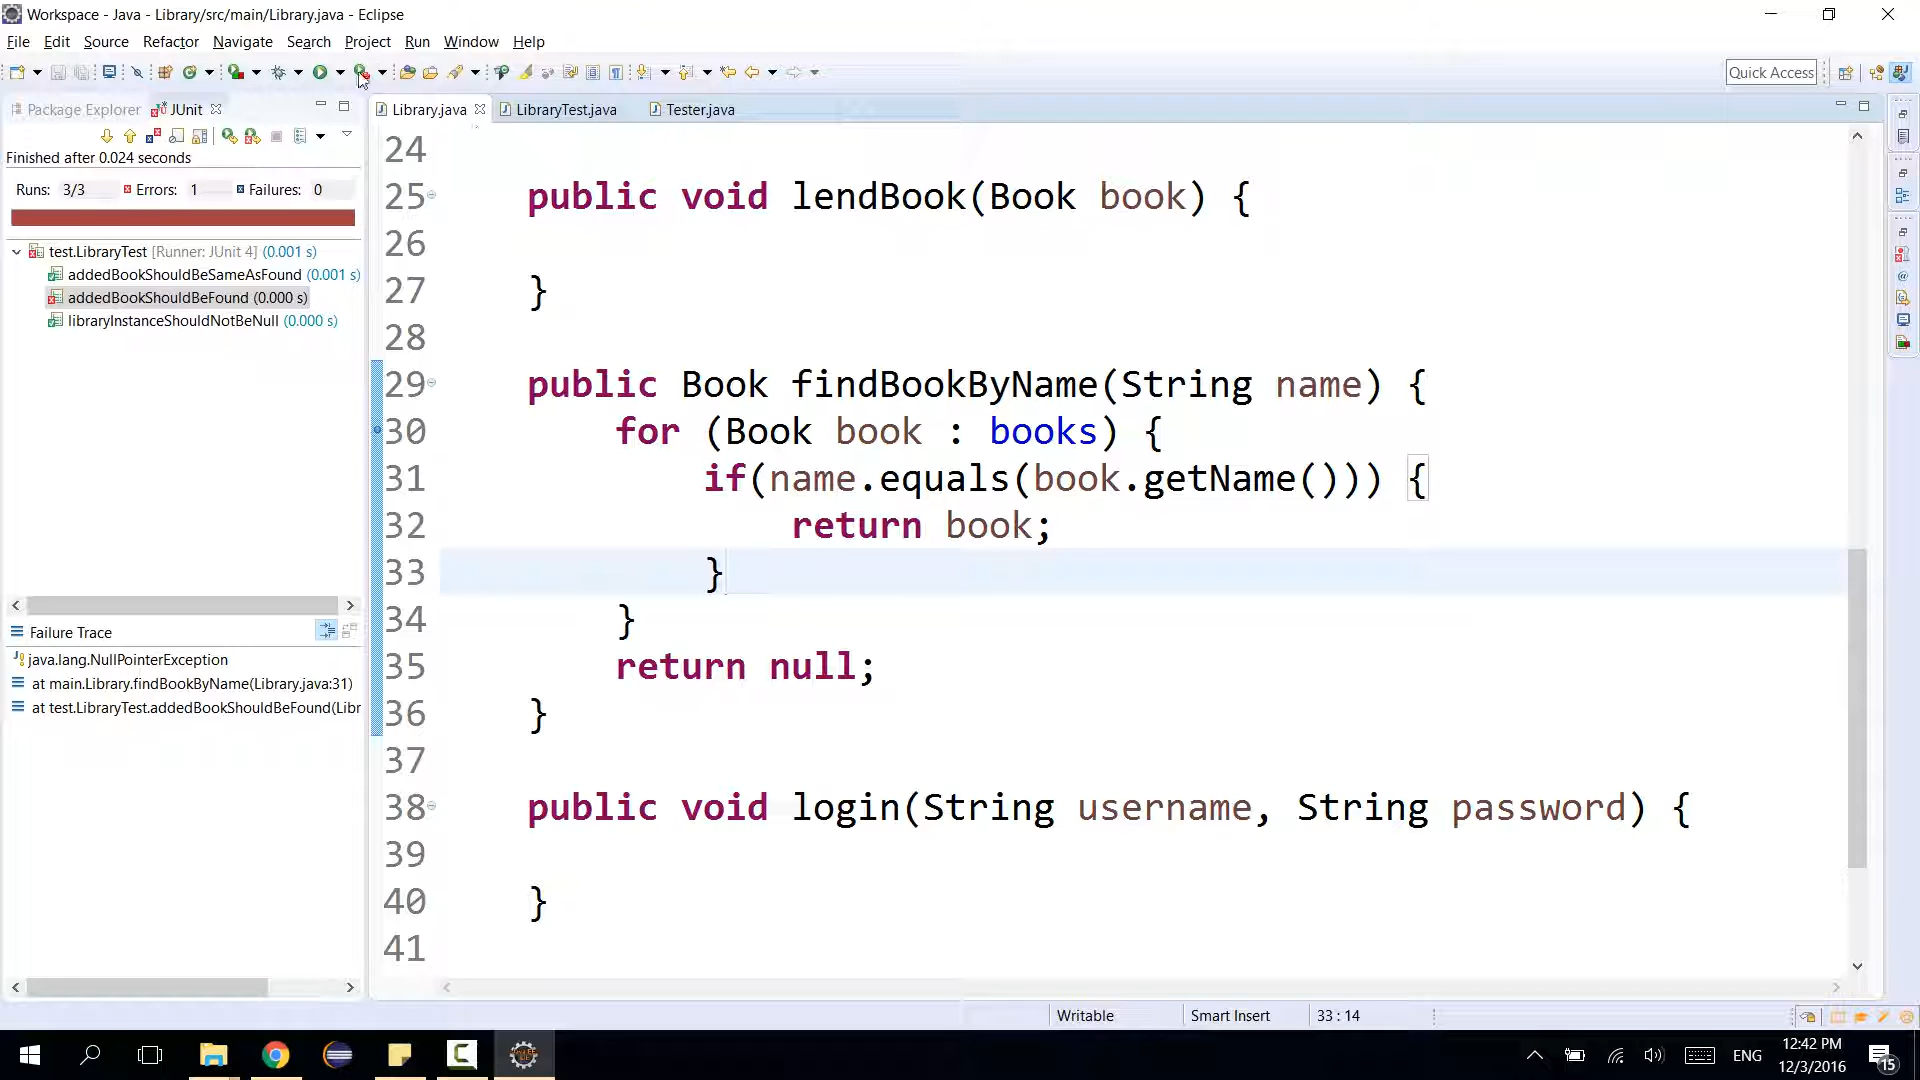 Workspace - Java - Library/src/main/Library.java - Eclipse
File Edit Source Refactor Navigate Search Project Run Window Help
Quick Access
Package Explorer JUnit
Library.java LibraryTest.java Tester.java
Finished after 0.024 seconds
Runs: 3/3 Errors: 1 Failures: 0
test.LibraryTest [Runner: JUnit 4] (0.001 s)
addedBookShouldBeSameAsFound (0.001 s)
addedBookShouldBeFound (0.000 s)
libraryInstanceShouldNotBeNull (0.000 s)
Failure Trace
java.lang.NullPointerException
at main.Library.findBookByName(Library.java:31)
at test.LibraryTest.addedBookShouldBeFound(Libr
24
25 public void lendBook(Book book) {
26
27 }
28
29 public Book findBookByName(String name) {
30 for (Book book : books) {
31 if(name.equals(book.getName())) {
32 return book;
33 }
34 }
35 return null;
36 }
37
38 public void login(String username, String password) {
39
40 }
41
Writable Smart Insert 33 : 14
ENG
12:42 PM
12/3/2016
15